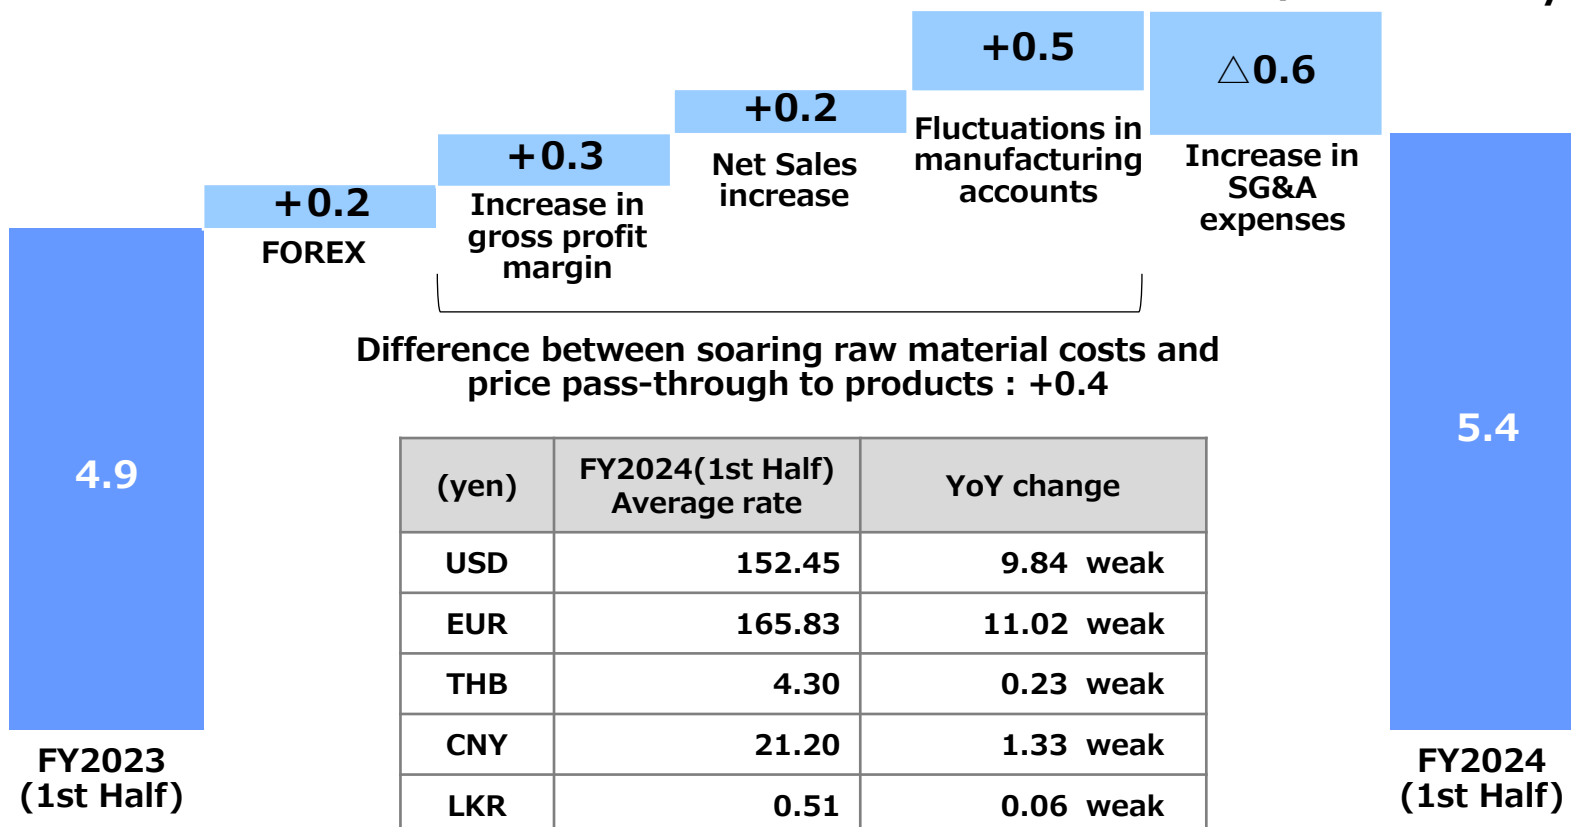 +0.5
△0.6
+0.2
Fluctuations in
manufacturing
accounts
+0.3
Net Sales
increase
Increase in
SG&A
expenses
+0.2
Increase in
gross profit
margin
FOREX
Difference between soaring raw material costs and
price pass-through to products : +0.4
4.9
5.4
(yen) FY2024(1st Half) Average rate YoY change
USD 152.45 9.84 weak
EUR 165.83 11.02 weak
THB 4.30 0.23 weak
CNY 21.20 1.33 weak
LKR 0.51 0.06 weak
FY2023
(1st Half)
FY2024
(1st Half)